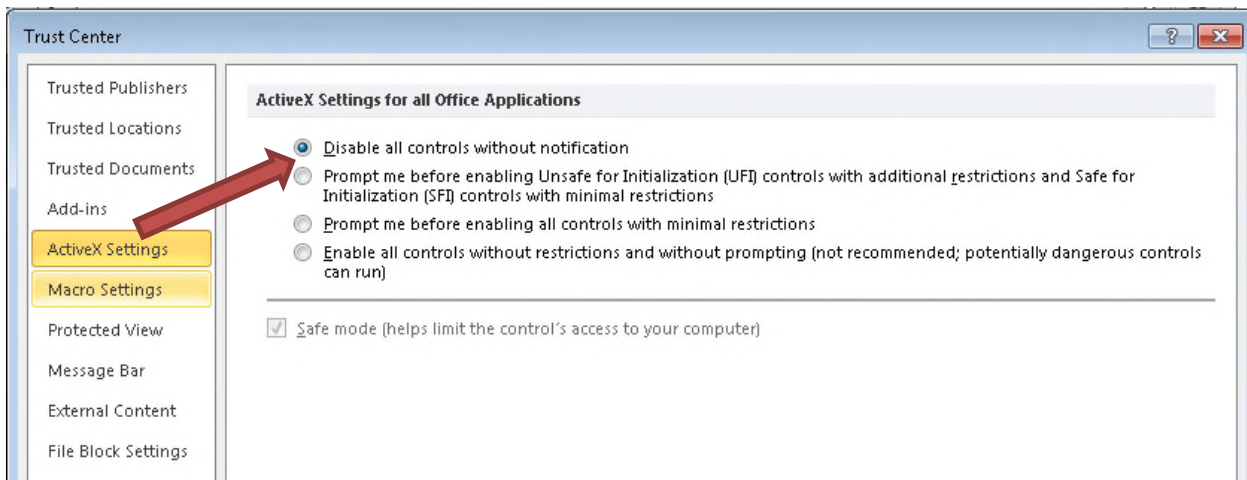 Trust Center
Trusted Publishers
Trusted Locations
Trusted Documents
Add-ins
ActiveX Settings
Macro Settings
Protected View
Message Bar
External Content
File Block Settings
ActiveX Settings for all Office Applications
Disable all controls without notification
Prompt me before enabling Unsafe for Initialization (UFI) controls with additional restrictions and Safe for
Initialization (SFI) controls with minimal restrictions
Prompt me before enabling all controls with minimal restrictions
Enable all controls without restrictions and without prompting (not recommended; potentially dangerous controls
can run)
Safe mode (helps limit the control's access to your computer)